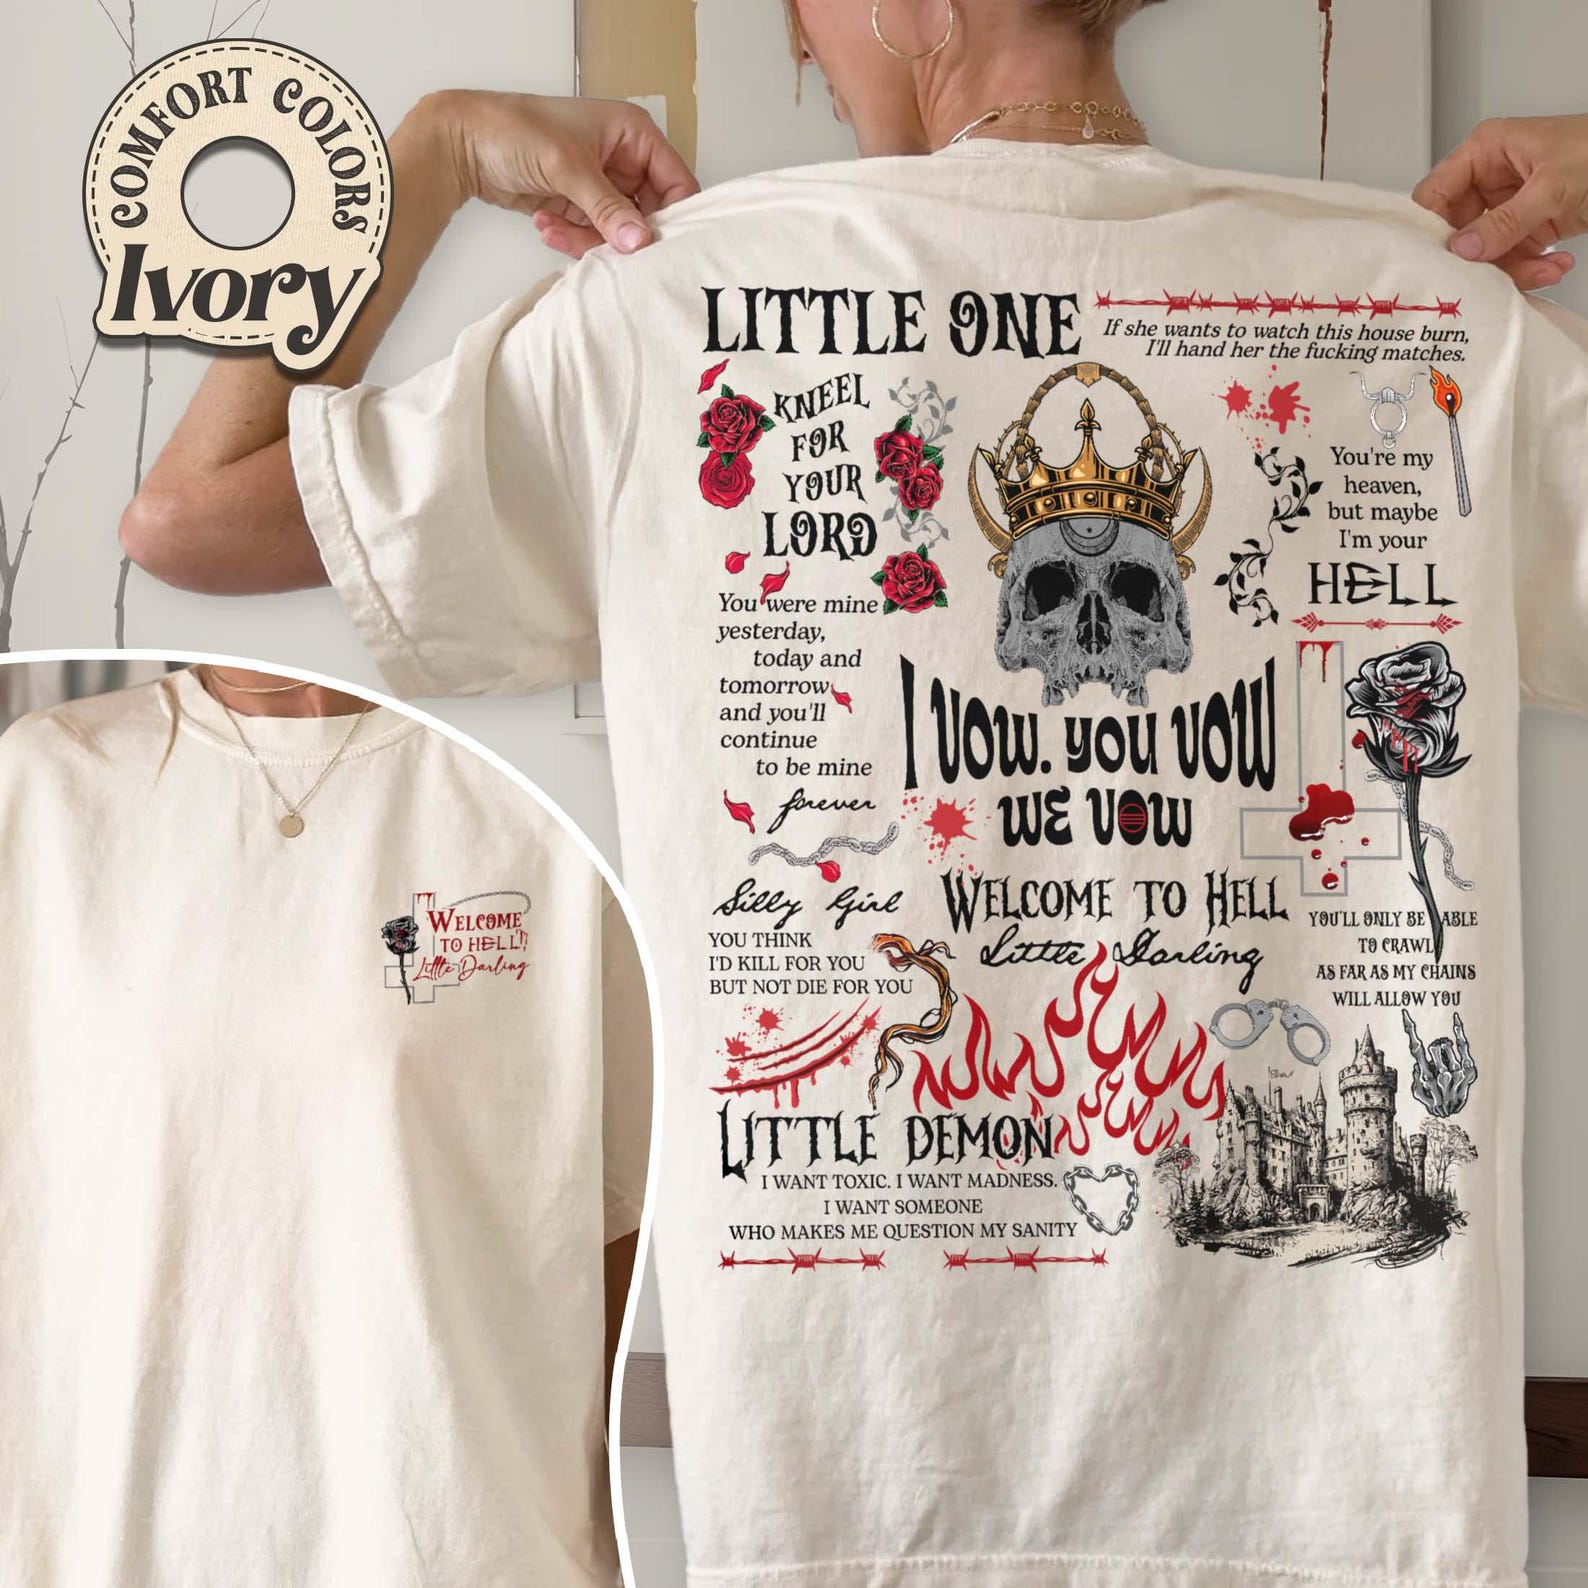 COMFORT COLORS
Ivory
LITTLE ONE
If she wants to watch this house burn,
I'll hand her the fucking matches.
KNEEL
FOR
YOUR
LORD
You were mine
yesterday,
today and
tomorrow
and you'll
continue
to be mine
forever
You're my
heaven,
but maybe
I'm your
HELL
I VOW. YOU VOW
WE VOW
Silly Girl
YOU THINK
I'D KILL FOR YOU
BUT NOT DIE FOR YOU
WELCOME TO HELL
Little Darling
YOU'LL ONLY BE ABLE
TO CRAWL
AS FAR AS MY CHAINS
WILL ALLOW YOU
LITTLE DEMON
I WANT TOXIC. I WANT MADNESS.
I WANT SOMEONE
WHO MAKES ME QUESTION MY SANITY
WELCOME
TO HELL
Little Darling